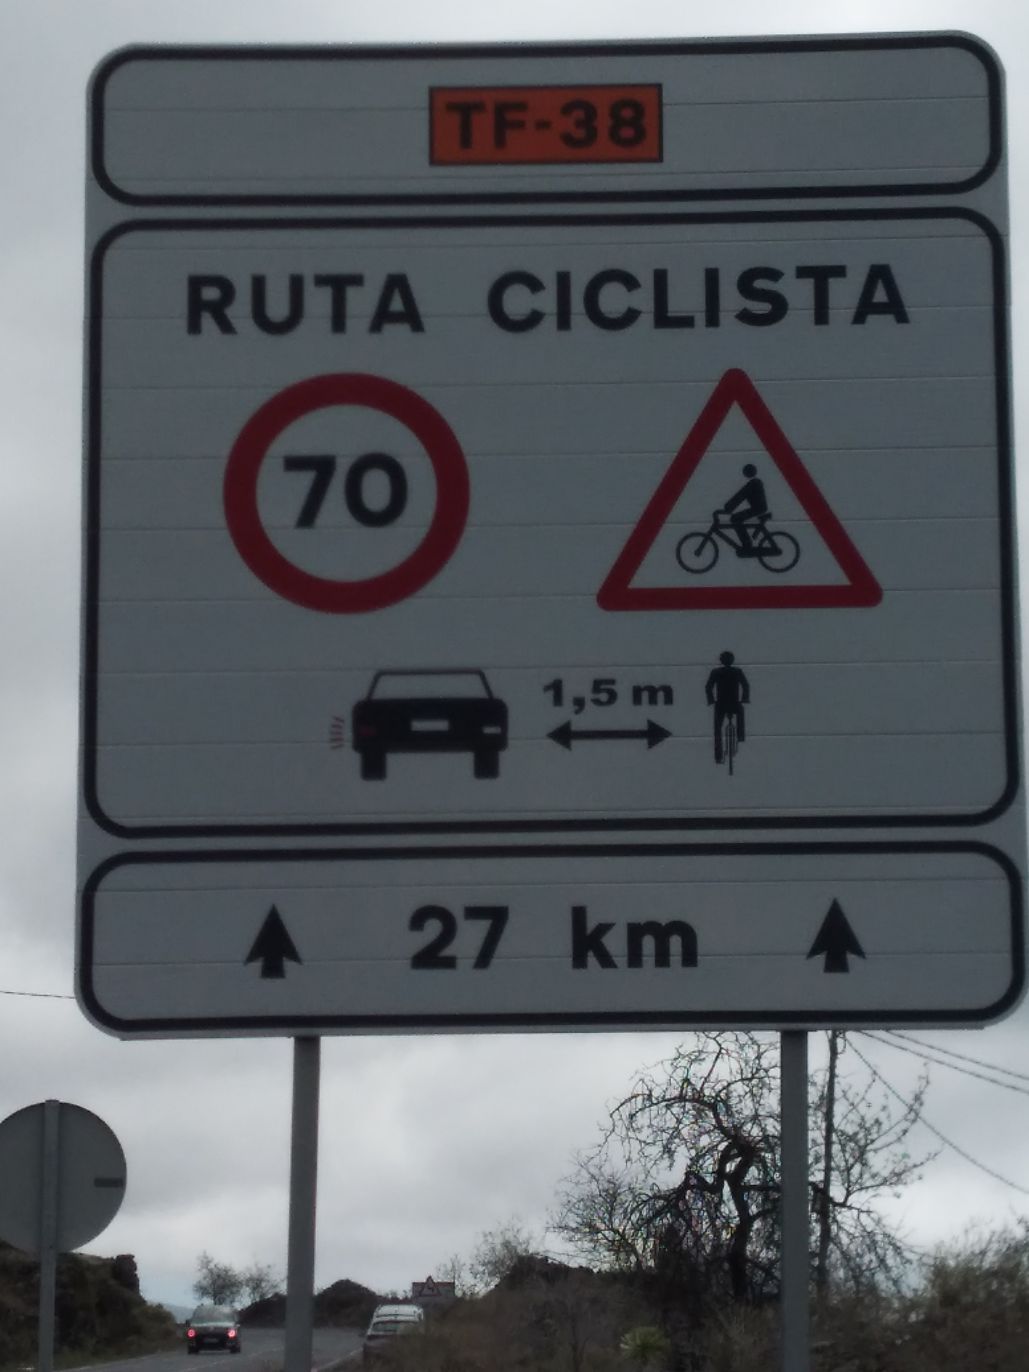 TF-38
RUTA CICLISTA
70
1,5 m
27 km